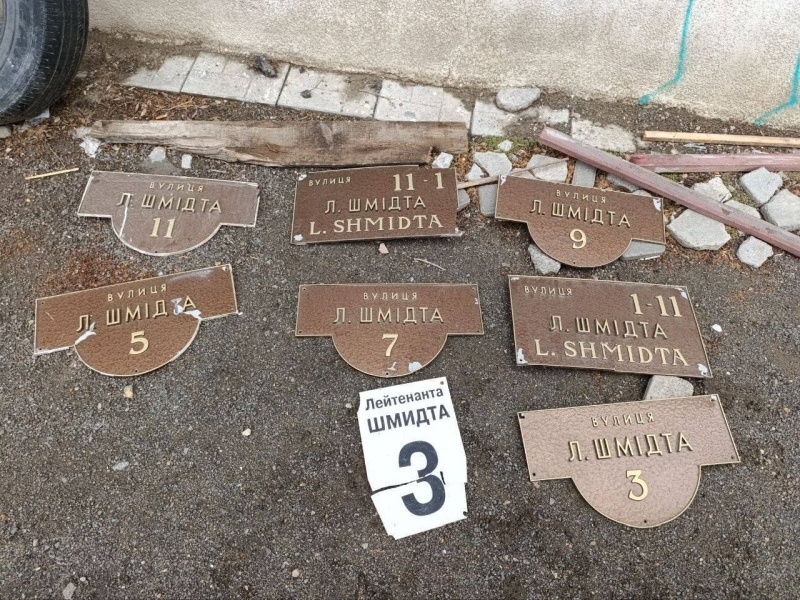 ВУЛИЦЯ
Л. ШМІДТА
11
ВУЛИЦЯ
11-1
Л. ШМІДТА
L. SHMIDTA
ВУЛИЦЯ
Л. ШМІДТА
9
ВУЛИЦЯ
Л. ШМІДТА
5
ВУЛИЦЯ
Л. ШМІДТА
7
ВУЛИЦЯ
1-11
Л. ШМІДТА
L. SHMIDTA
Лейтенанта
ШМИДТА
3
ВУЛИЦЯ
Л. ШМІДТА
3